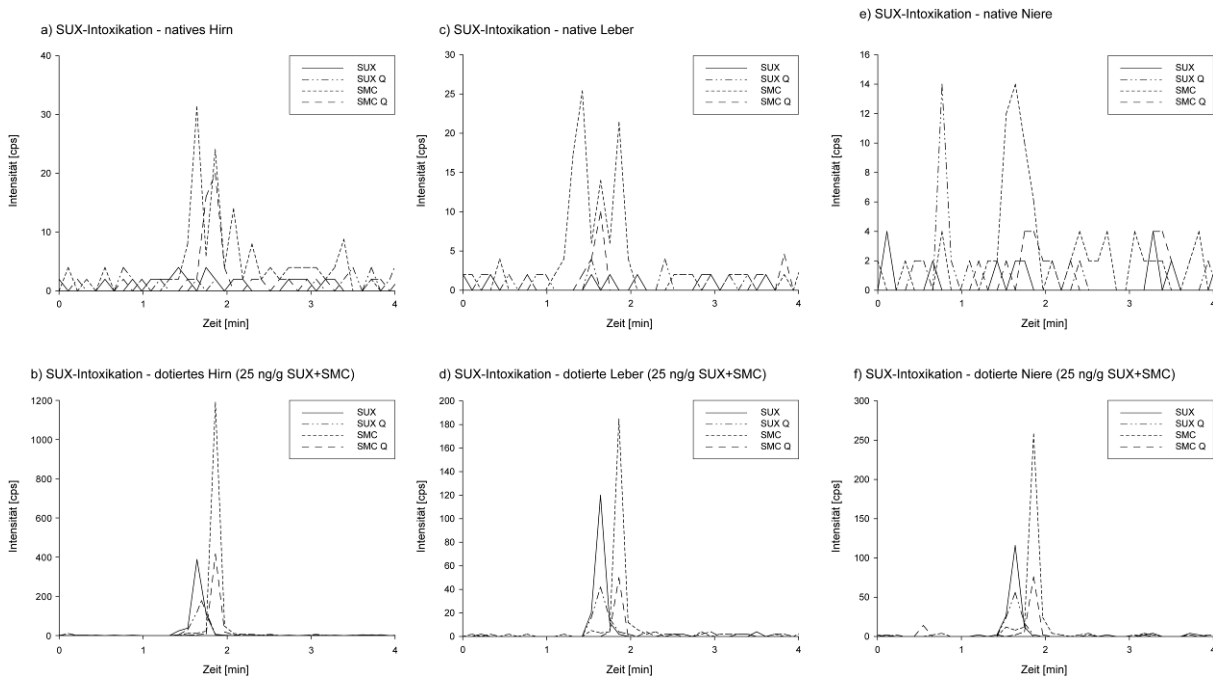 a) SUX-Intoxikation - natives Hirn
40
30
20
10
0
0 1 2 3 4
Intensität [cps]
Zeit [min]
SUX
SUX Q
SMC
SMC Q
c) SUX-Intoxikation - native Leber
30
25
20
15
10
5
0
0 1 2 3 4
Intensität [cps]
Zeit [min]
SUX
SUX Q
SMC
SMC Q
e) SUX-Intoxikation - native Niere
16
14
12
10
8
6
4
2
0
0 1 2 3 4
Intensität [cps]
Zeit [min]
SUX
SUX Q
SMC
SMC Q
b) SUX-Intoxikation - dotiertes Hirn (25 ng/g SUX+SMC)
1200
1000
800
600
400
200
0
0 1 2 3 4
Intensität [cps]
Zeit [min]
SUX
SUX Q
SMC
SMC Q
d) SUX-Intoxikation - dotierte Leber (25 ng/g SUX+SMC)
200
180
160
140
120
100
80
60
40
20
0
0 1 2 3 4
Intensität [cps]
Zeit [min]
SUX
SUX Q
SMC
SMC Q
f) SUX-Intoxikation - dotierte Niere (25 ng/g SUX+SMC)
300
250
200
150
100
50
0
0 1 2 3 4
Intensität [cps]
Zeit [min]
SUX
SUX Q
SMC
SMC Q